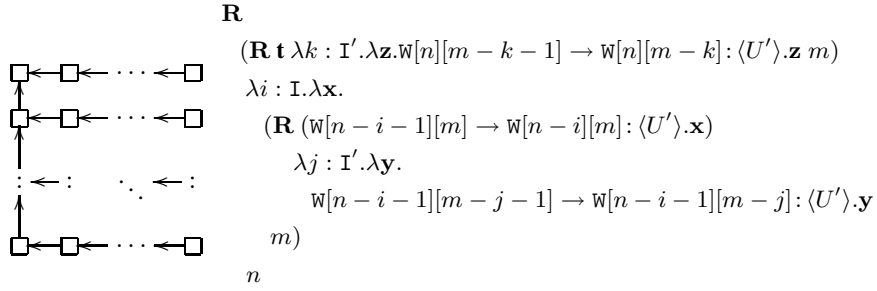 R
(R t λk : I′.λz.W[n][m − k − 1] → W[n][m − k] : ⟨U′⟩.z m)
λi : I.λx.
(R (W[n − i − 1][m] → W[n − i][m] : ⟨U′⟩.x)
λj : I′.λy.
W[n − i − 1][m − j − 1] → W[n − i − 1][m − j] : ⟨U′⟩.y
m)
n